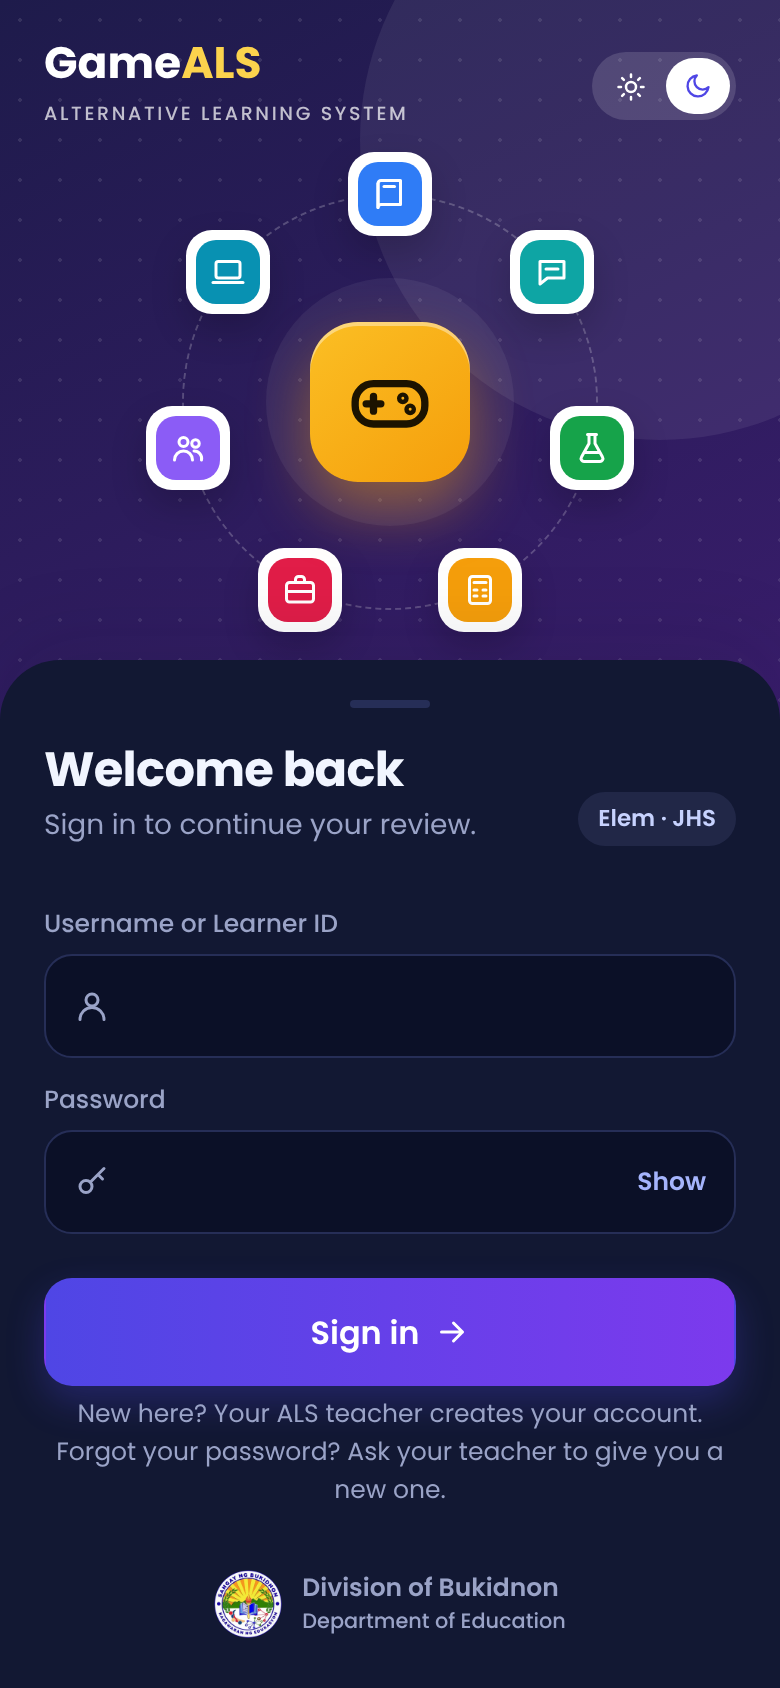 GameALS
ALTERNATIVE LEARNING SYSTEM
Welcome back
Sign in to continue your review.
Elem · JHS
Username or Learner ID
Password
Show
Sign in →
New here? Your ALS teacher creates your account.
Forgot your password? Ask your teacher to give you a
new one.
Division of Bukidnon
Department of Education